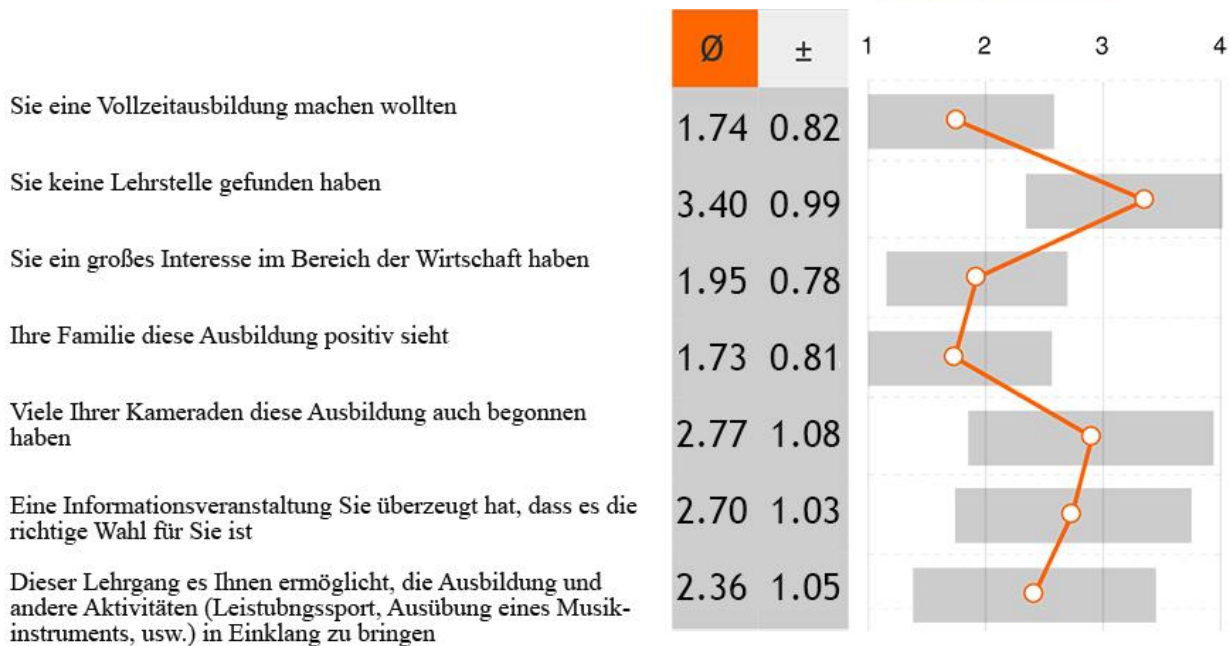 Ø ± 1 2 3 4
Sie eine Vollzeitausbildung machen wollten 1.74 0.82
Sie keine Lehrstelle gefunden haben 3.40 0.99
Sie ein großes Interesse im Bereich der Wirtschaft haben 1.95 0.78
Ihre Familie diese Ausbildung positiv sieht 1.73 0.81
Viele Ihrer Kameraden diese Ausbildung auch begonnen
haben 2.77 1.08
Eine Informationsveranstaltung Sie überzeugt hat, dass es die
richtige Wahl für Sie ist 2.70 1.03
Dieser Lehrgang es Ihnen ermöglicht, die Ausbildung und
andere Aktivitäten (Leistubngssport, Ausübung eines Musik-
instruments, usw.) in Einklang zu bringen 2.36 1.05